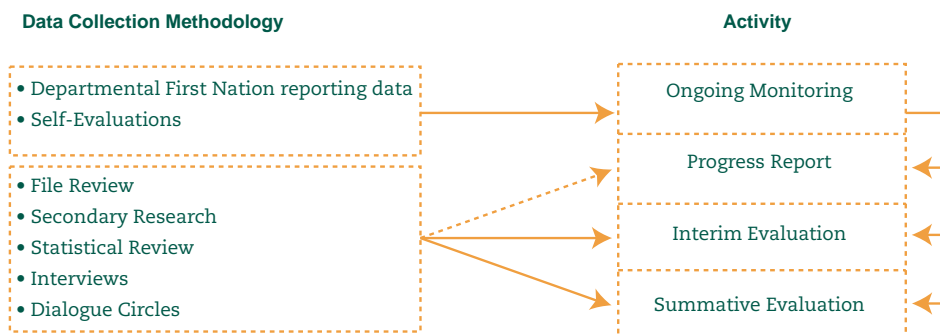 Data Collection Methodology
Activity
• Departmental First Nation reporting data
• Self-Evaluations
• File Review
• Secondary Research
• Statistical Review
• Interviews
• Dialogue Circles
Ongoing Monitoring
Progress Report
Interim Evaluation
Summative Evaluation